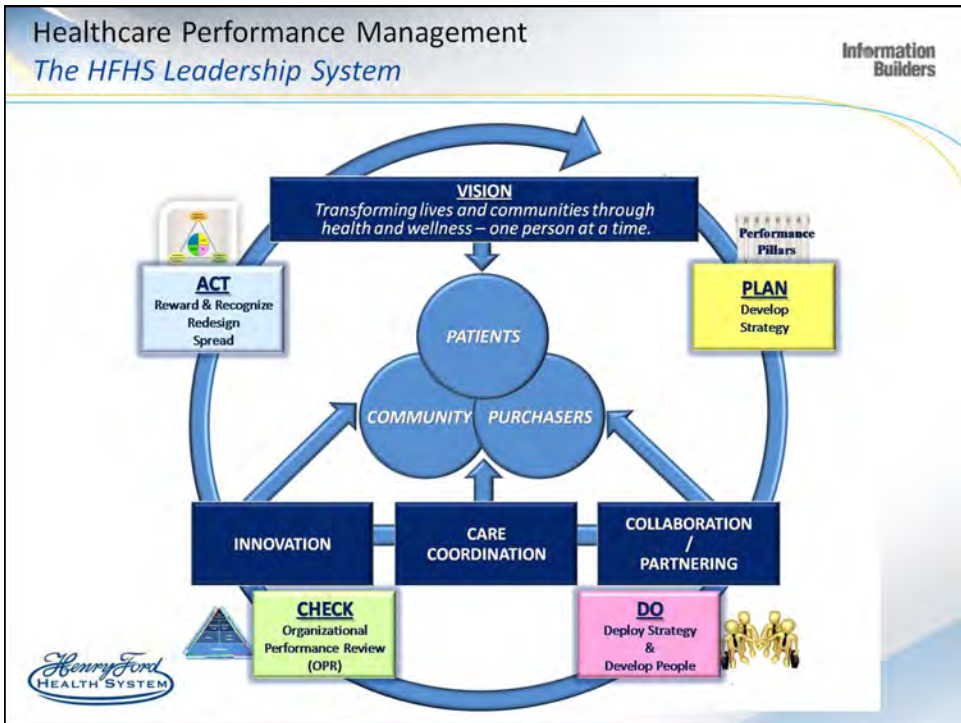 Healthcare Performance Management
The HFHS Leadership System
Information
Builders
VISION
Transforming lives and communities through
health and wellness – one person at a time.
ACT
Reward & Recognize
Redesign
Spread
Performance
Pillars
PLAN
Develop
Strategy
PATIENTS
COMMUNITY
PURCHASERS
INNOVATION
CARE
COORDINATION
COLLABORATION
/
PARTNERING
CHECK
Organizational
Performance Review
(OPR)
DO
Deploy Strategy
&
Develop People
Henry Ford
HEALTH SYSTEM